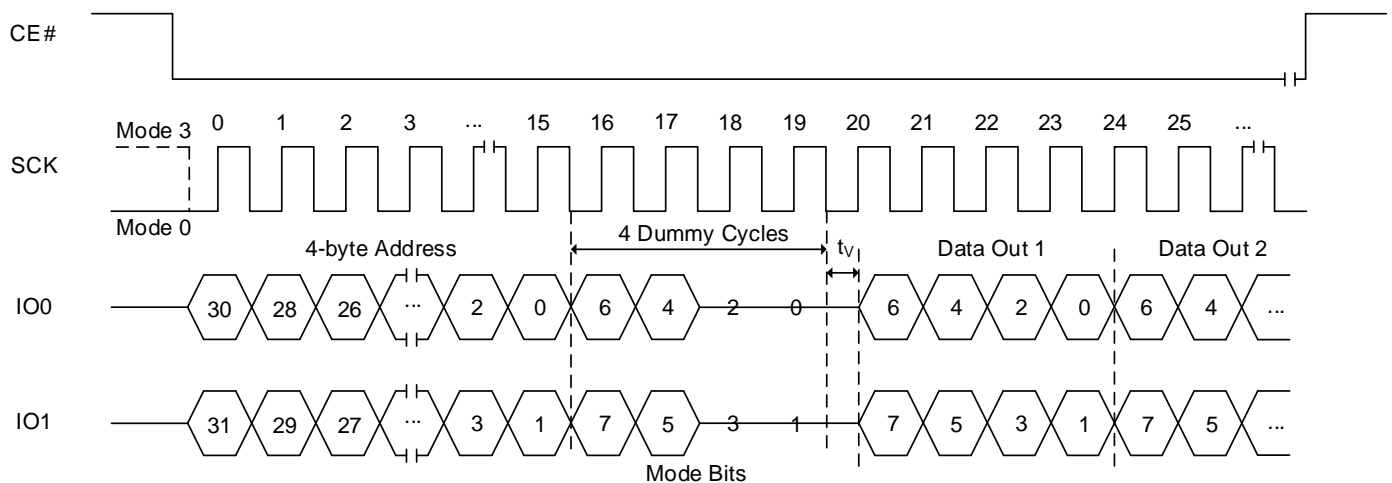 CE#
Mode 3 0 1 2 3 ... 15 16 17 18 19 20 21 22 23 24 25 ...
SCK
Mode 0
4-byte Address 4 Dummy Cycles tV Data Out 1 Data Out 2
IO0 30 28 26 ... 2 0 6 4 2 0 6 4 2 0 6 4 ...
IO1 31 29 27 ... 3 1 7 5 3 1 7 5 3 1 7 5 ...
Mode Bits